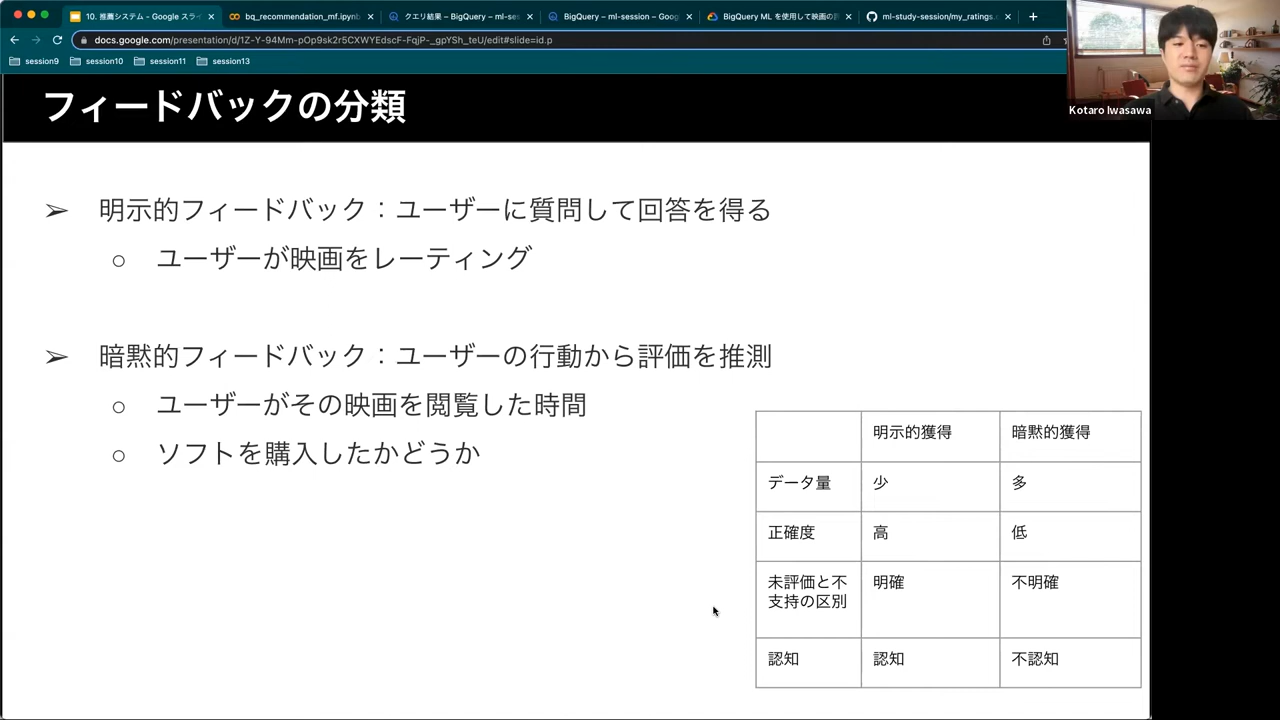 10. 推薦システム - Google スライ
bq_recommendation_mf.ipynb
クエリ結果 – BigQuery – ml-ses
BigQuery – ml-session – Goog
BigQuery ML を使用して映画の
ml-study-session/my_ratings.
docs.google.com/presentation/d/1Z-Y-94Mm-pOp9sk2r5CXWYEdscF-FqjP-_gpYSh_teU/edit#slide=id.p
session9
session10
session11
session13
Kotaro Iwasawa
フィードバックの分類
➢ 明示的フィードバック：ユーザーに質問して回答を得る
○ ユーザーが映画をレーティング
➢ 暗黙的フィードバック：ユーザーの行動から評価を推測
○ ユーザーがその映画を閲覧した時間
○ ソフトを購入したかどうか
明示的獲得 暗黙的獲得
データ量 少 多
正確度 高 低
未評価と不 明確 不明確
支持の区別
認知 認知 不認知